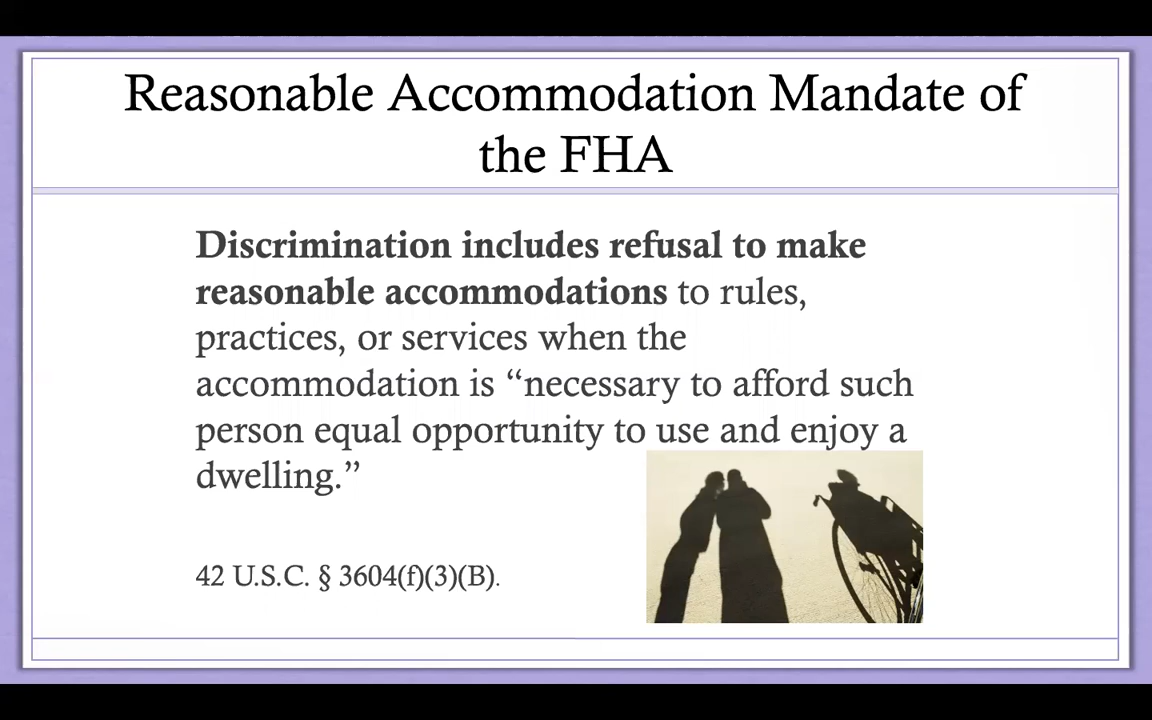 Reasonable Accommodation Mandate of
the FHA
Discrimination includes refusal to make
reasonable accommodations to rules,
practices, or services when the
accommodation is “necessary to afford such
person equal opportunity to use and enjoy a
dwelling.”
42 U.S.C. § 3604(f)(3)(B).